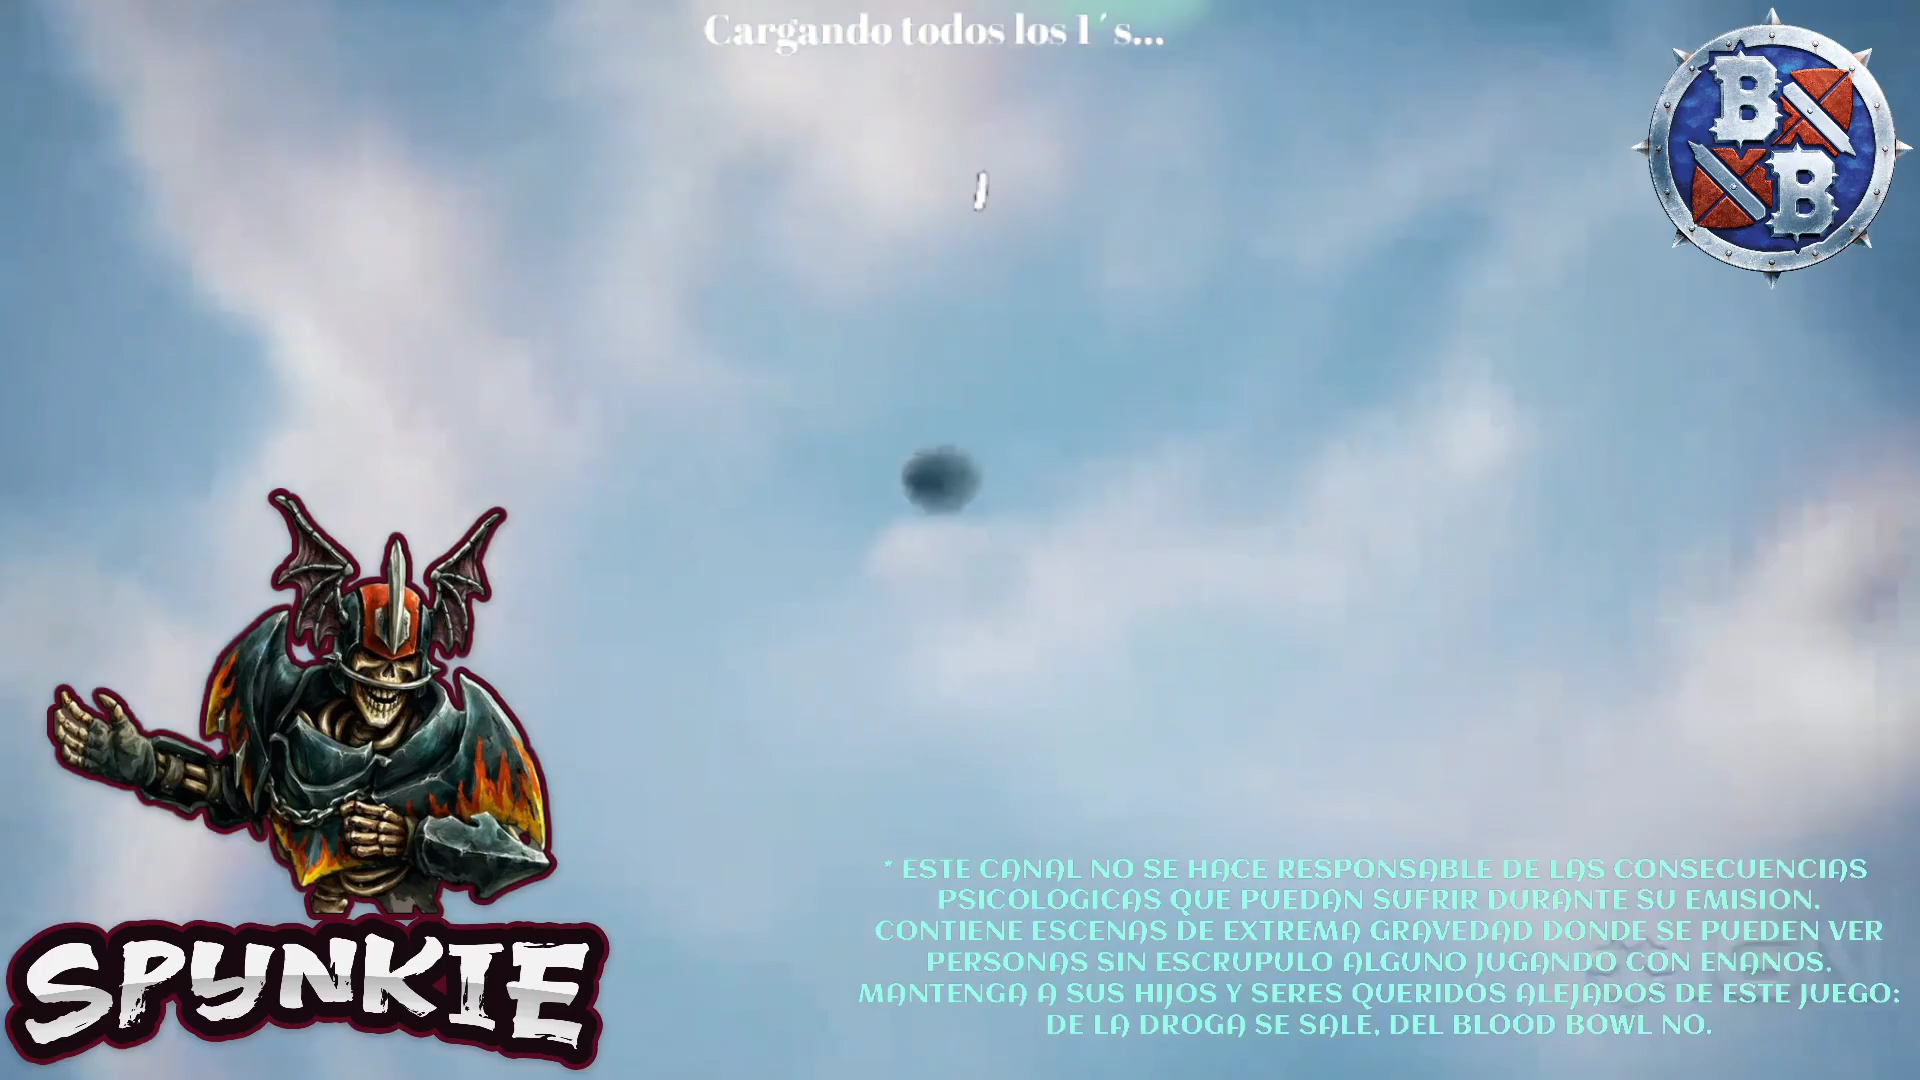 Cargando todos los 1´s...
B
B
SPYNKIE
* ESTE CANAL NO SE HACE RESPONSABLE DE LAS CONSECUENCIAS
PSICOLOGICAS QUE PUEDAN SUFRIR DURANTE SU EMISION.
CONTIENE ESCENAS DE EXTREMA GRAVEDAD DONDE SE PUEDEN VER
PERSONAS SIN ESCRUPULO ALGUNO JUGANDO CON ENANOS.
MANTENGA A SUS HIJOS Y SERES QUERIDOS ALEJADOS DE ESTE JUEGO:
DE LA DROGA SE SALE, DEL BLOOD BOWL NO.